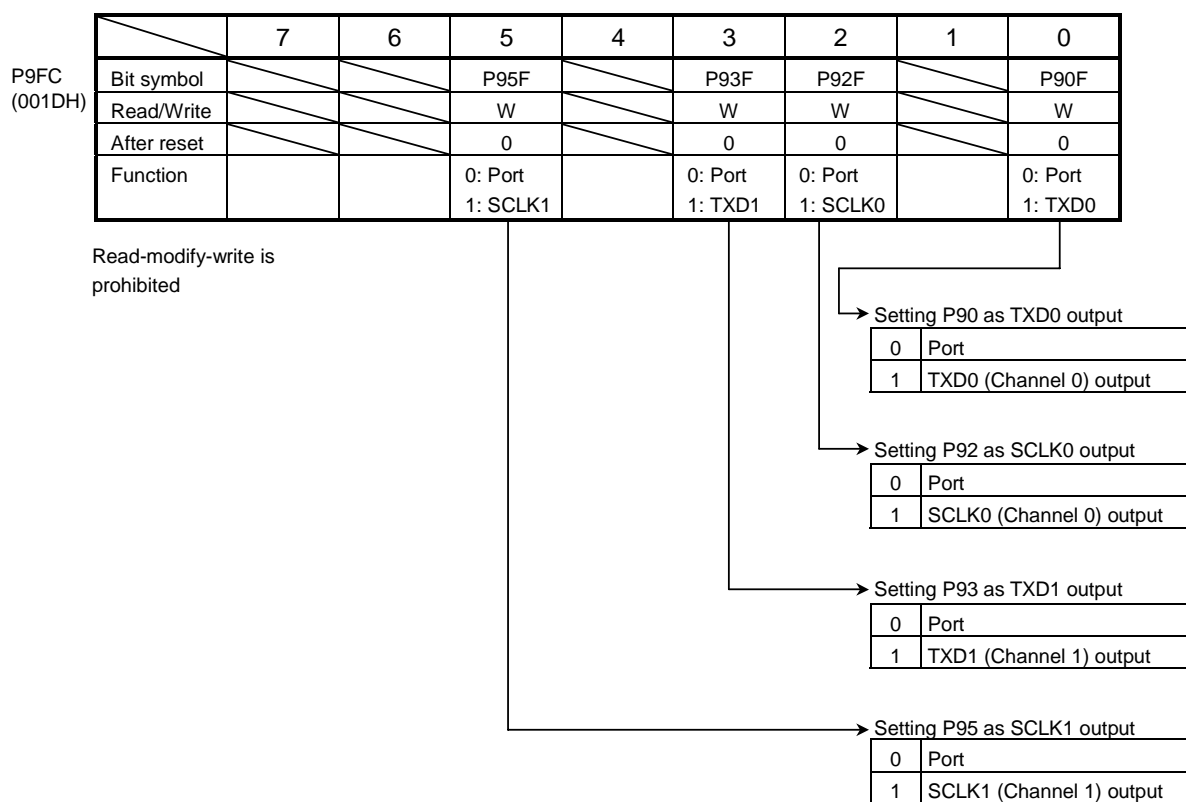 7 6 5 4 3 2 1 0
P9FC
(001DH)
Bit symbol P95F P93F P92F P90F
Read/Write W W W W
After reset 0 0 0 0
Function 0: Port 0: Port 0: Port 0: Port
1: SCLK1 1: TXD1 1: SCLK0 1: TXD0
Read-modify-write is
prohibited
Setting P90 as TXD0 output
0 Port
1 TXD0 (Channel 0) output
Setting P92 as SCLK0 output
0 Port
1 SCLK0 (Channel 0) output
Setting P93 as TXD1 output
0 Port
1 TXD1 (Channel 1) output
Setting P95 as SCLK1 output
0 Port
1 SCLK1 (Channel 1) output